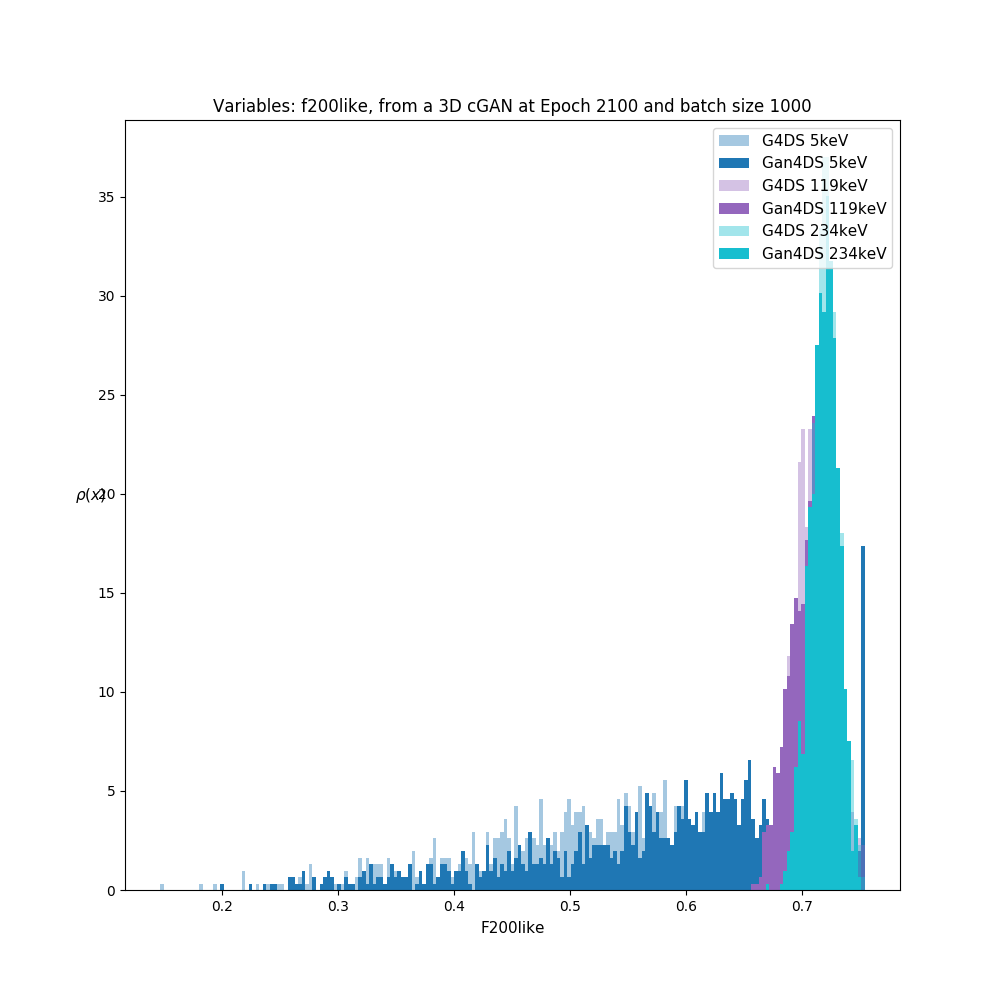 Variables: f200like, from a 3D cGAN at Epoch 2100 and batch size 1000
G4DS 5keV
Gan4DS 5keV
G4DS 119keV
Gan4DS 119keV
G4DS 234keV
Gan4DS 234keV
35
30
25
ρ(x)
20
15
10
5
0
0.2 0.3 0.4 0.5 0.6 0.7
F200like